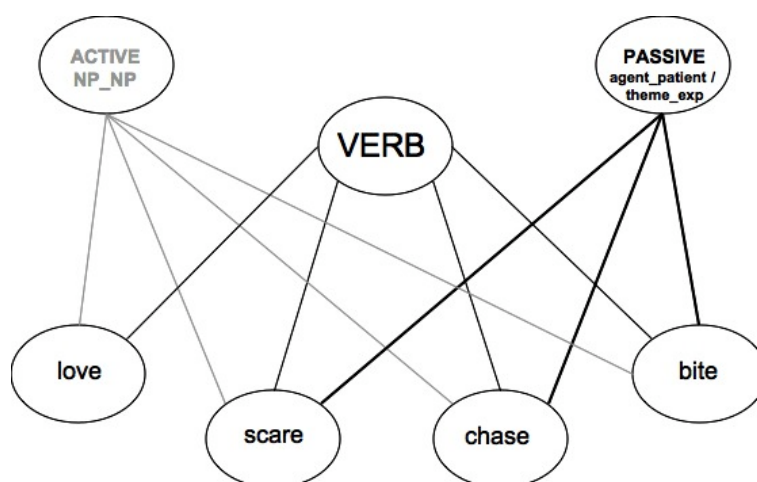 ACTIVE
NP_NP
PASSIVE
agent_patient /
theme_exp
VERB
love
bite
scare
chase